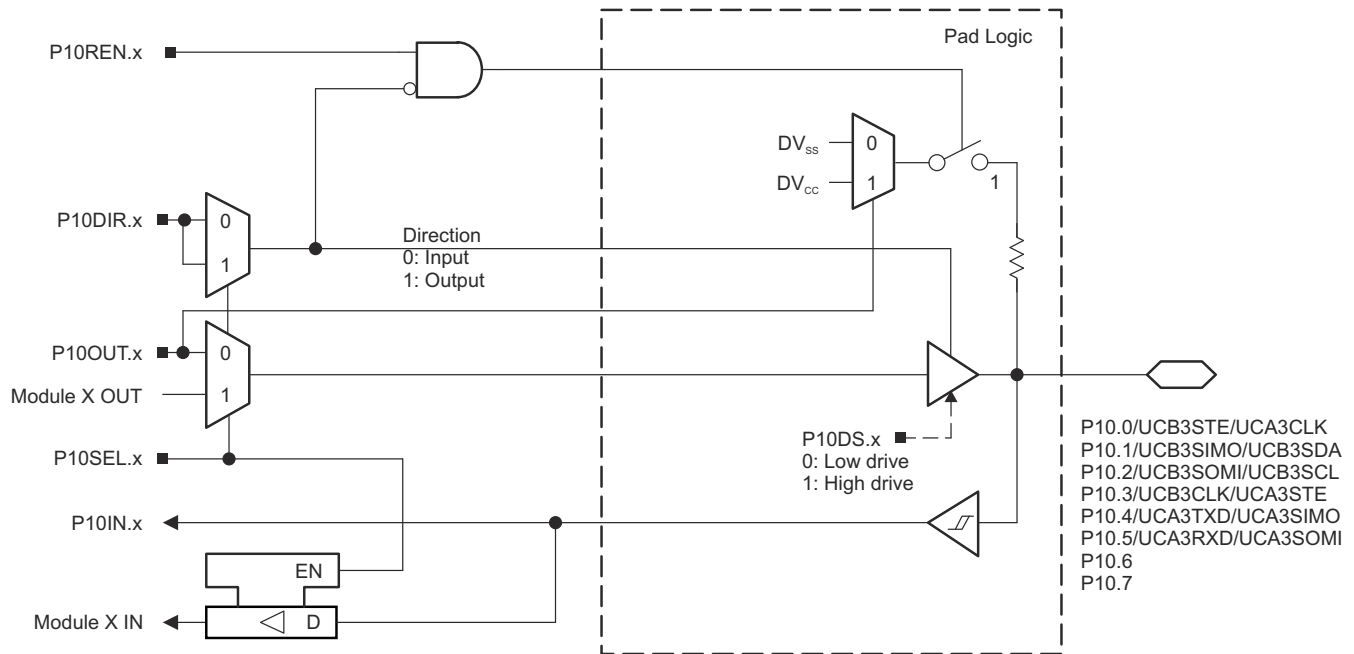 Pad Logic
P10REN.x
DVSS
0
DVCC
1
1
P10DIR.x
0
1
Direction
0: Input
1: Output
P10OUT.x
0
Module X OUT
1
P10DS.x
0: Low drive
1: High drive
P10SEL.x
P10IN.x
EN
Module X IN
D
P10.0/UCB3STE/UCA3CLK
P10.1/UCB3SIMO/UCB3SDA
P10.2/UCB3SOMI/UCB3SCL
P10.3/UCB3CLK/UCA3STE
P10.4/UCA3TXD/UCA3SIMO
P10.5/UCA3RXD/UCA3SOMI
P10.6
P10.7